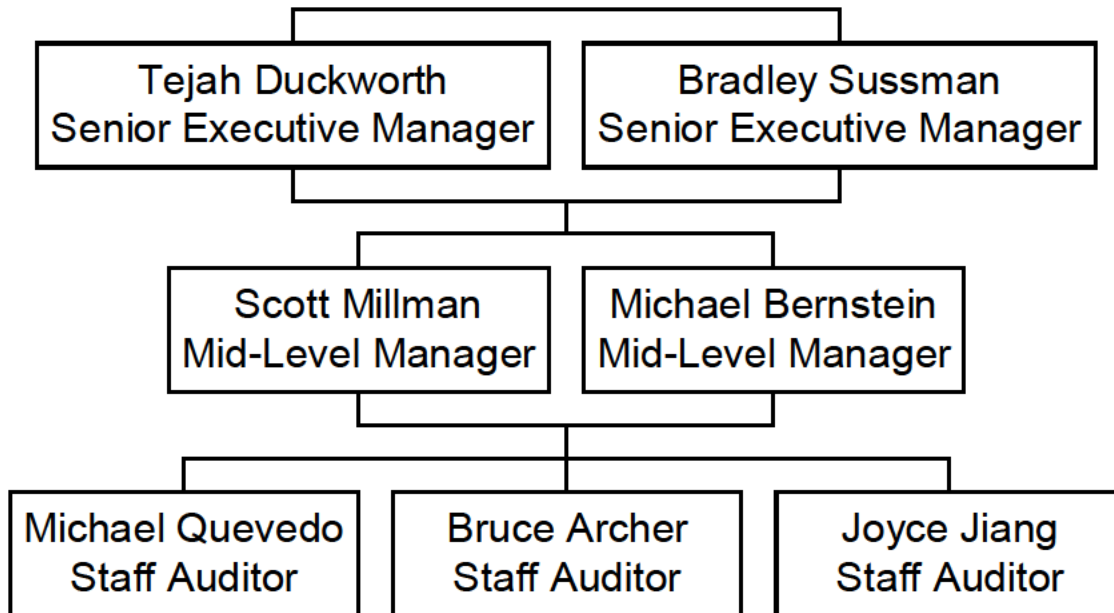 Tejah Duckworth
Senior Executive Manager
Bradley Sussman
Senior Executive Manager
Scott Millman
Mid-Level Manager
Michael Bernstein
Mid-Level Manager
Michael Quevedo
Staff Auditor
Bruce Archer
Staff Auditor
Joyce Jiang
Staff Auditor